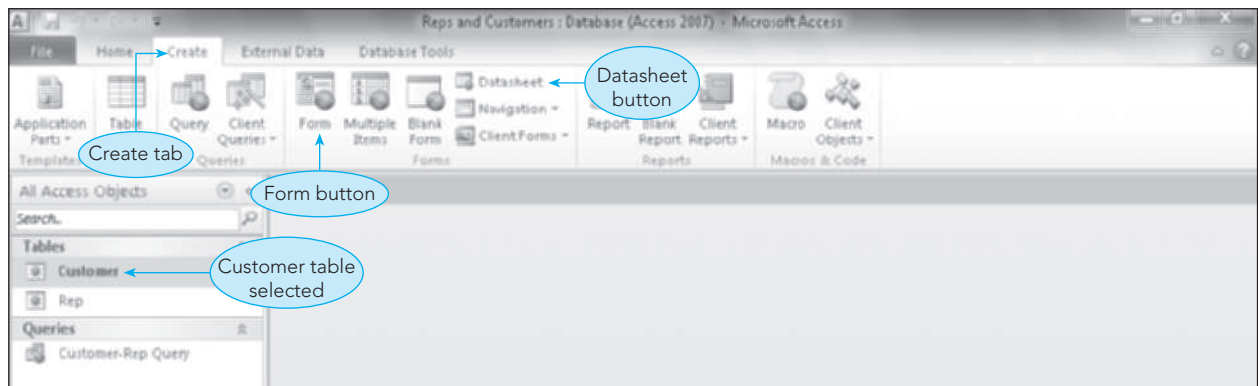 Reps and Customers : Database (Access 2007) - Microsoft Access
File Home Create External Data Database Tools
Datasheet
Datasheet button
Navigation
Application Parts
Table
Query
Client Queries
Form
Multiple Items
Blank Form
Client Forms
Report
Blank Report
Client Reports
Macro
Client Objects
Create tab
Queries
Forms
Reports
Macros & Code
All Access Objects
Form button
Search..
Tables
Customer
Customer table selected
Rep
Queries
Customer-Rep Query